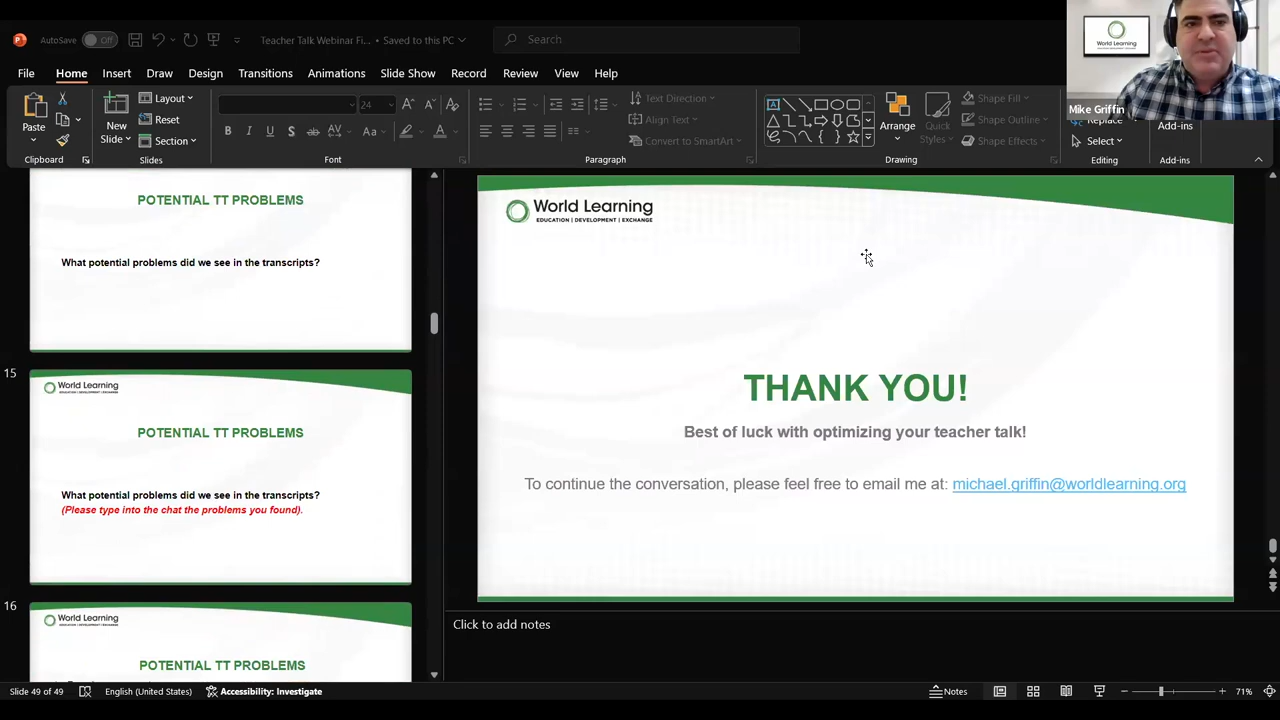 AutoSave Off Teacher Talk Webinar Fi... • Saved to this PC Search
World Learning
Mike Griffin
File Home Insert Draw Design Transitions Animations Slide Show Record Review View Help
Paste
New
Slide
Layout
Reset
Section
24
Text Direction
Align Text
Convert to SmartArt
Arrange
Quick
Styles
Shape Fill
Shape Outline
Shape Effects
Replace
Select
Add-ins
Clipboard Slides Font Paragraph Drawing Editing Add-ins
POTENTIAL TT PROBLEMS
What potential problems did we see in the transcripts?
15
World Learning
EDUCATION | DEVELOPMENT | EXCHANGE
POTENTIAL TT PROBLEMS
What potential problems did we see in the transcripts?
(Please type into the chat the problems you found).
16
World Learning
EDUCATION | DEVELOPMENT | EXCHANGE
POTENTIAL TT PROBLEMS
World Learning
EDUCATION | DEVELOPMENT | EXCHANGE
THANK YOU!
Best of luck with optimizing your teacher talk!
To continue the conversation, please feel free to email me at: michael.griffin@worldlearning.org
Click to add notes
Slide 49 of 49 English (United States) Accessibility: Investigate Notes 71%